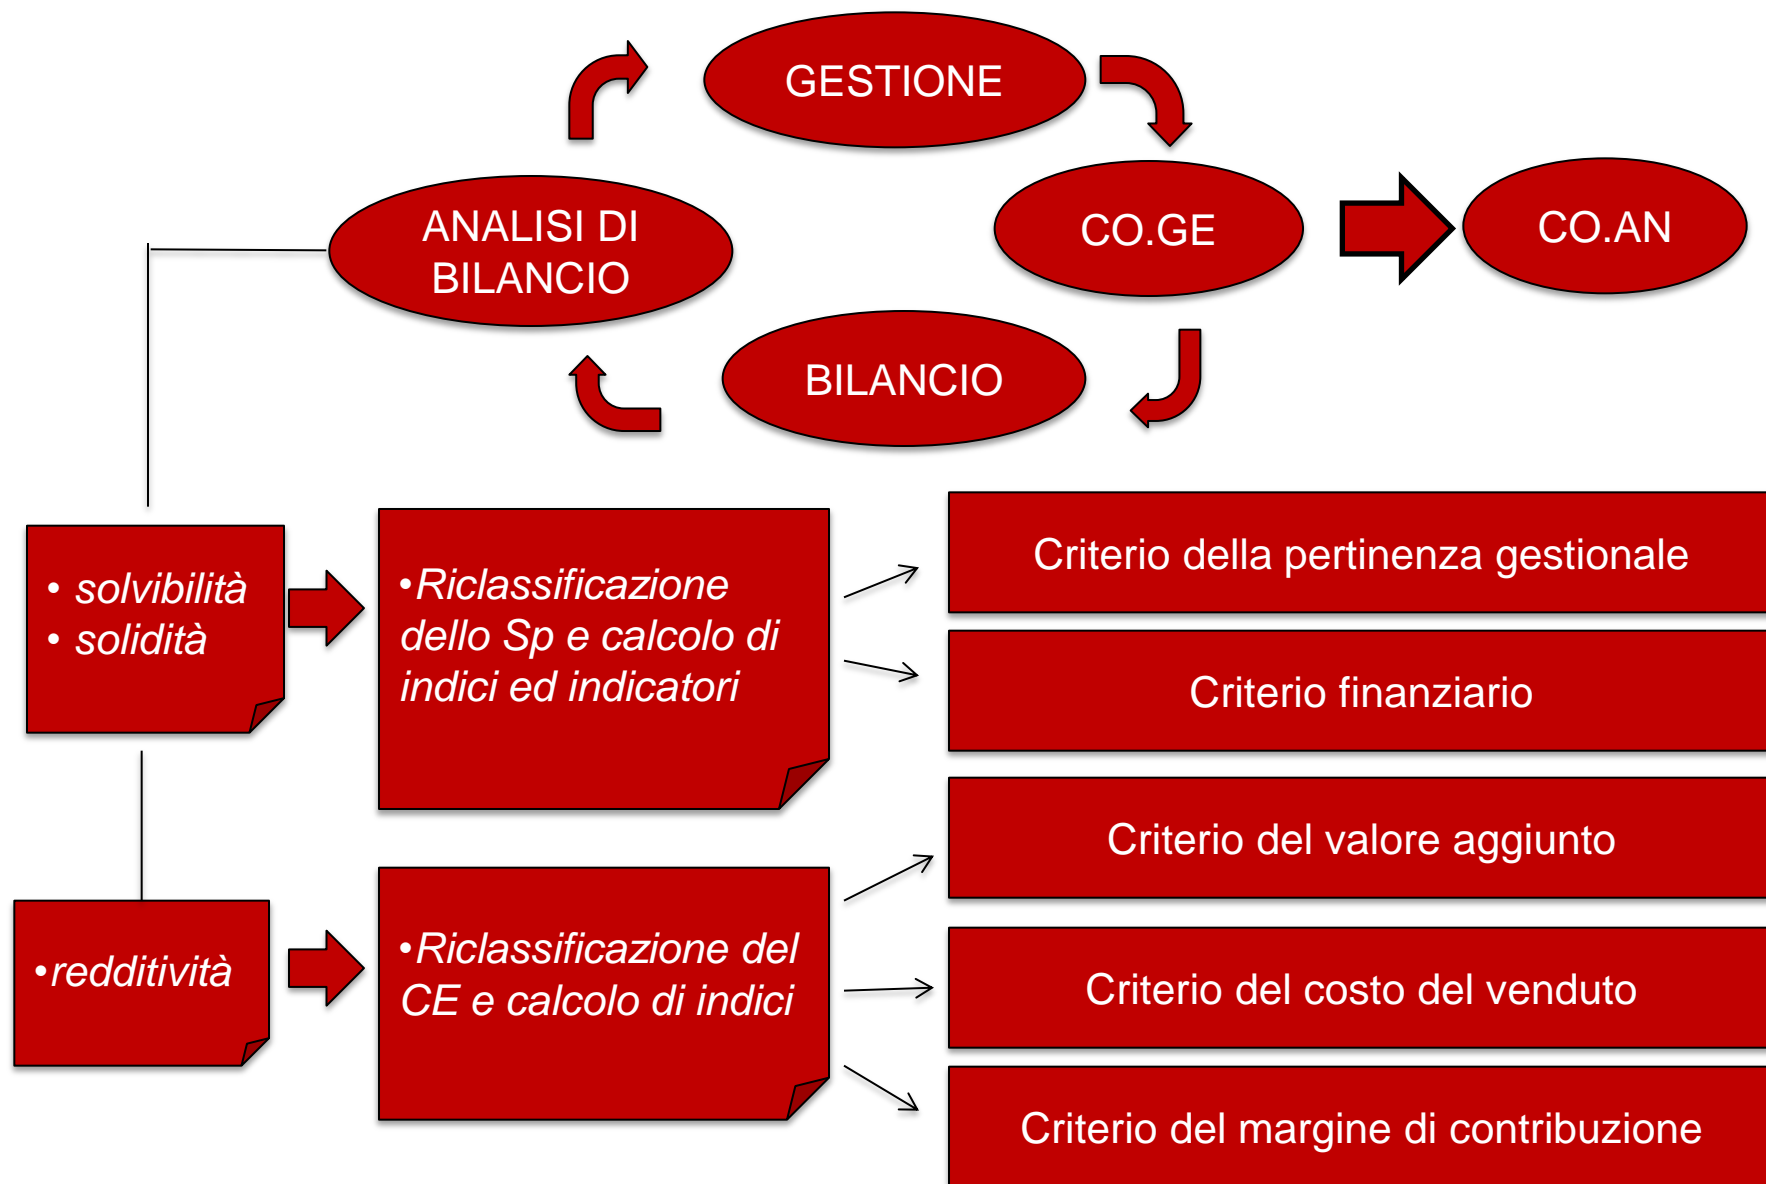 GESTIONE
ANALISI DI
BILANCIO
CO.GE
CO.AN
BILANCIO
• solvibilità
• solidità
•Riclassificazione
dello Sp e calcolo di
indici ed indicatori
Criterio della pertinenza gestionale
Criterio finanziario
•redditività
•Riclassificazione del
CE e calcolo di indici
Criterio del valore aggiunto
Criterio del costo del venduto
Criterio del margine di contribuzione